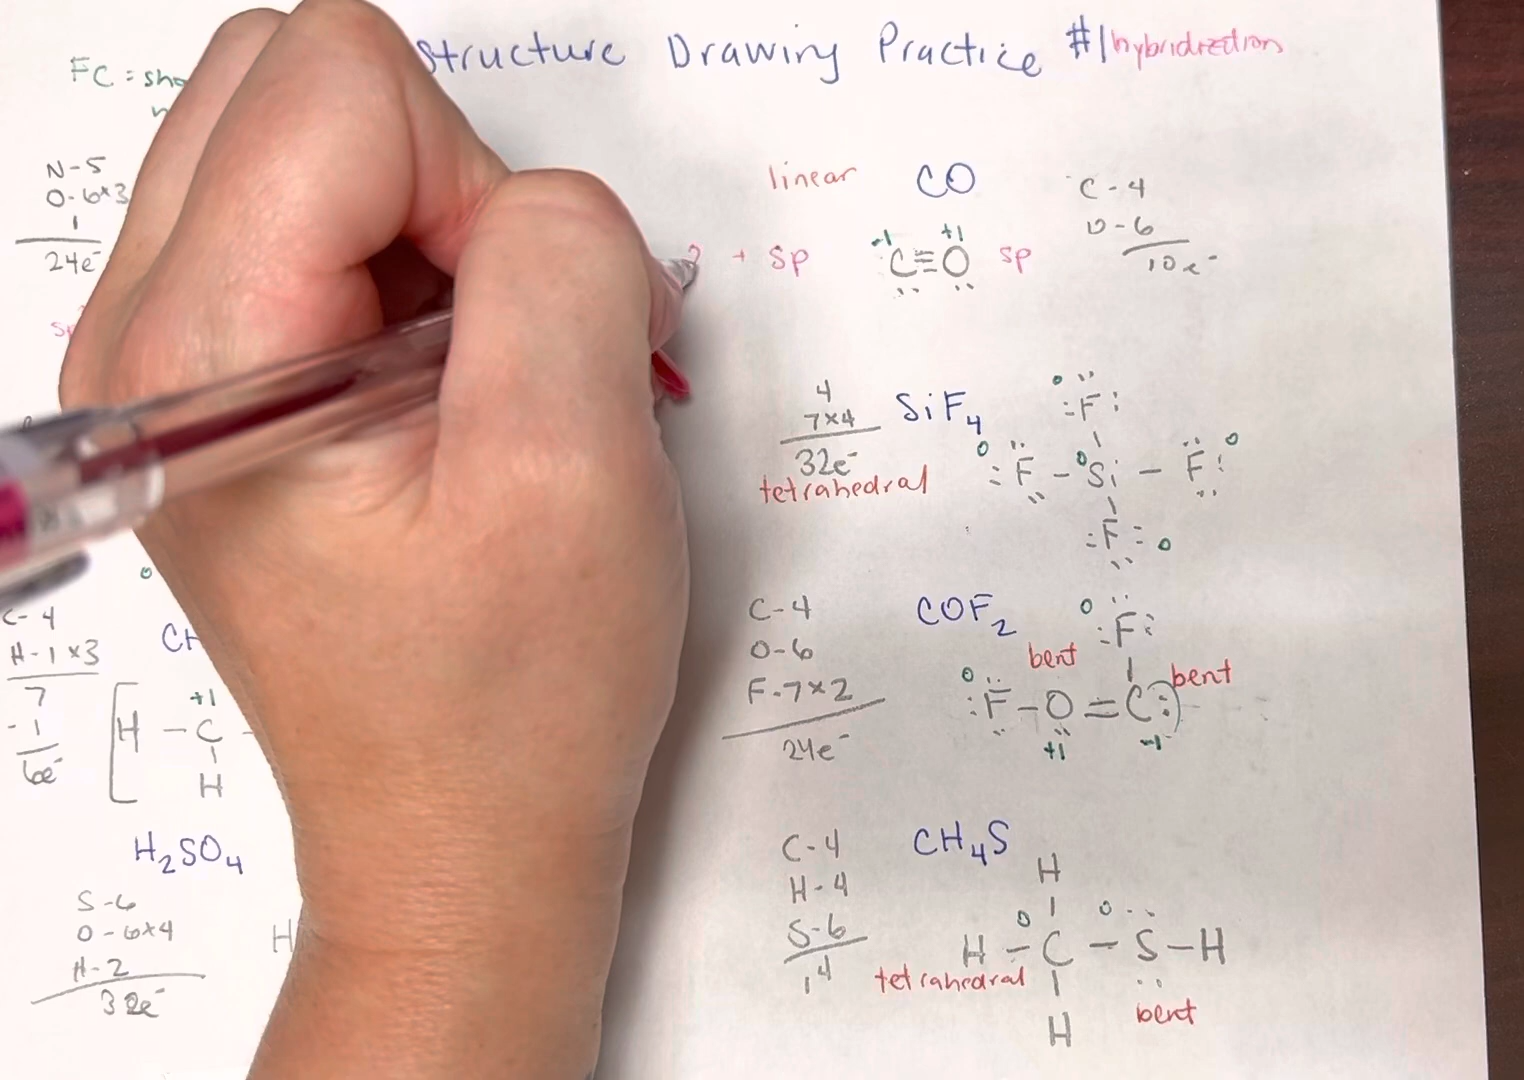 Structure Drawing Practice #1 hybridization
FC = sho
N-5
O-6x3
1
24e-
linear CO
C-4
O-6
10e-
-1 +1
+ sp C≡O sp
4
7x4
32e-
SiF4
tetrahedral
o
:F:
o o o
:F - Si - F:
:F: o
C-4
H-1x3
7
-1
6e-
CH
+1
[H - C -
H
C-4
O-6
F-7x2
24e-
COF2
o
:F:
bent bent
o
:F - O = C:
+1 -1
H2SO4
S-6
O-6x4
H-2
32e-
H
C-4
H-4
S-6
14
CH4S
H
o o
H - C - S - H
tetrahedral
bent
H